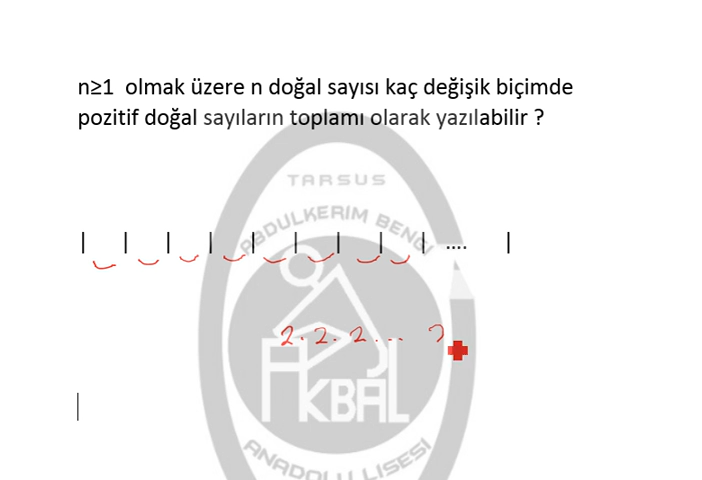 n≥1 olmak üzere n doğal sayısı kaç değişik biçimde
pozitif doğal sayıların toplamı olarak yazılabilir ?
TARSUS
ABDULKERİM BENGİ
| | | | | | | | | .... |
2.2.2...
AKBAL
ANADOLU LİSESİ